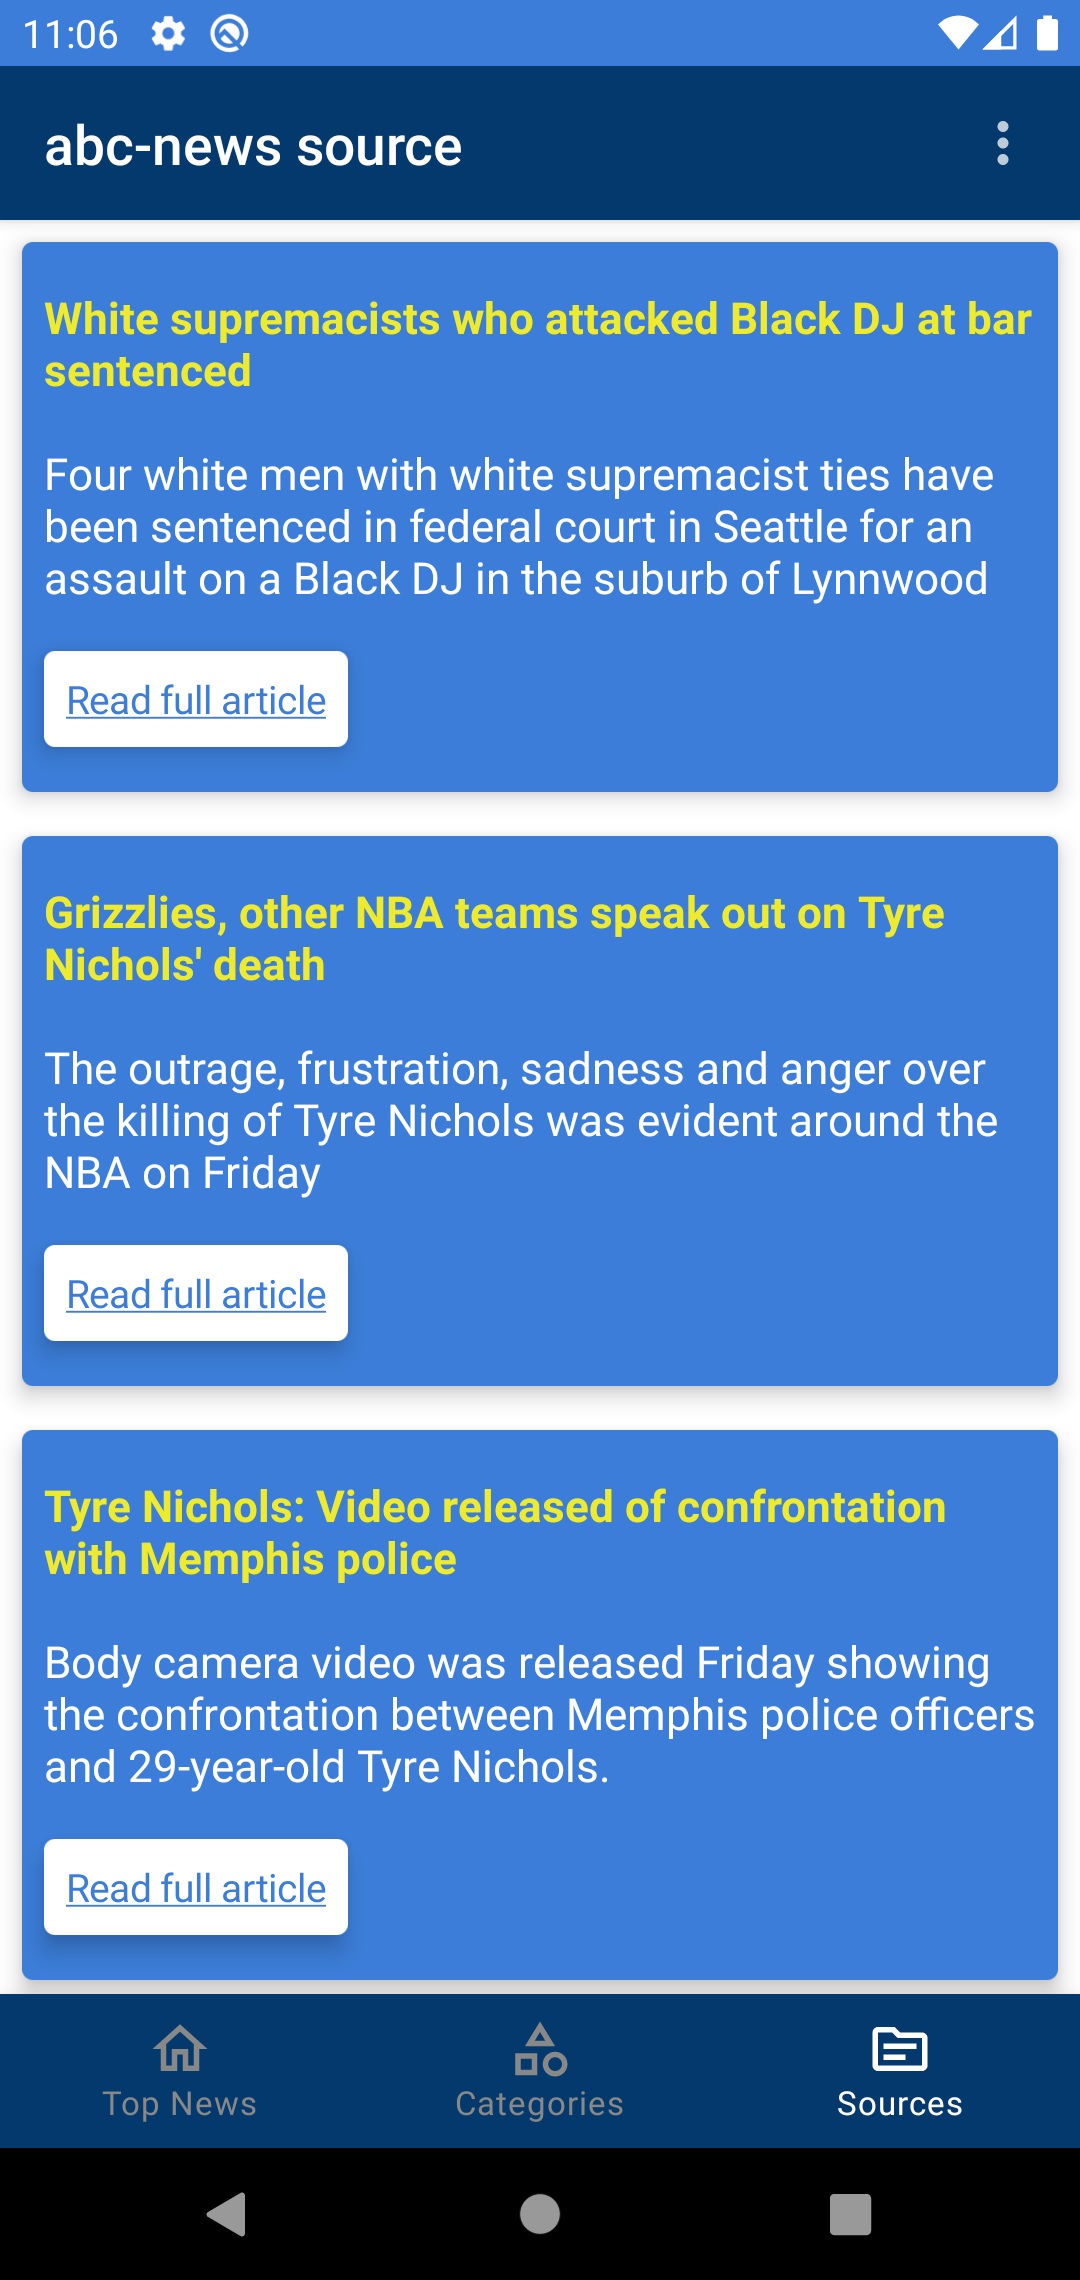 11:06
abc-news source
White supremacists who attacked Black DJ at bar
sentenced
Four white men with white supremacist ties have
been sentenced in federal court in Seattle for an
assault on a Black DJ in the suburb of Lynnwood
Read full article
Grizzlies, other NBA teams speak out on Tyre
Nichols' death
The outrage, frustration, sadness and anger over
the killing of Tyre Nichols was evident around the
NBA on Friday
Read full article
Tyre Nichols: Video released of confrontation
with Memphis police
Body camera video was released Friday showing
the confrontation between Memphis police officers
and 29-year-old Tyre Nichols.
Read full article
Top News
Categories
Sources